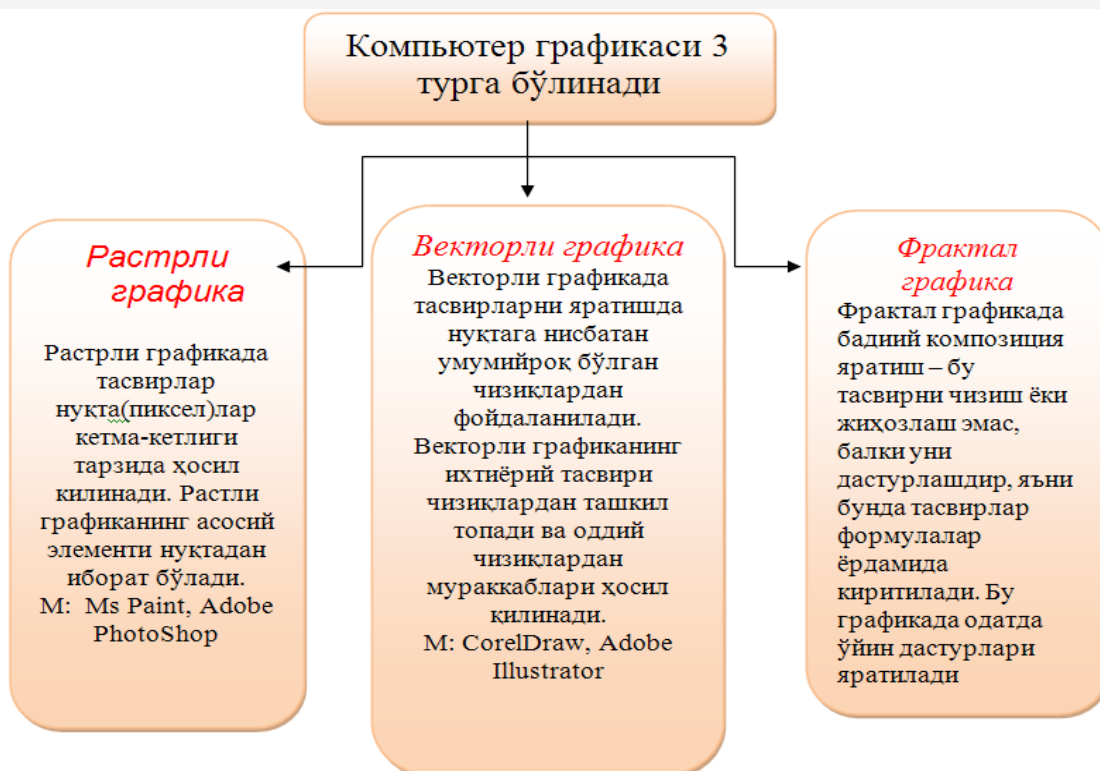 Компьютер графикаси 3
турга бўлинади
Растрли
графика
Растрли графикада
тасвирлар
нуқта(пиксел)лар
кетма-кетлиги
тарзида ҳосил
килинади. Растли
графиканинг асосий
элементи нуқтадан
иборат бўлади.
М: Ms Paint, Adobe
PhotoShop
Векторли графика
Векторли графикада
тасвирларни яратишда
нуқтага нисбатан
умумийроқ бўлган
чизиқлардан
фойдаланилади.
Векторли графиканинг
ихтиёрий тасвири
чизиқлардан ташкил
топади ва оддий
чизиқлардан
мураккаблари ҳосил
қилинади.
М: CorelDraw, Adobe
Illustrator
Фрактал
графика
Фрактал графикада
бадиий композиция
яратиш – бу
тасвирни чизиш ёки
жиҳозлаш эмас,
балки уни
дастурлашдир, яъни
бунда тасвирлар
формулалар
ёрдамида
киритилади. Бу
графикада одатда
ўйин дастурлари
яратилади